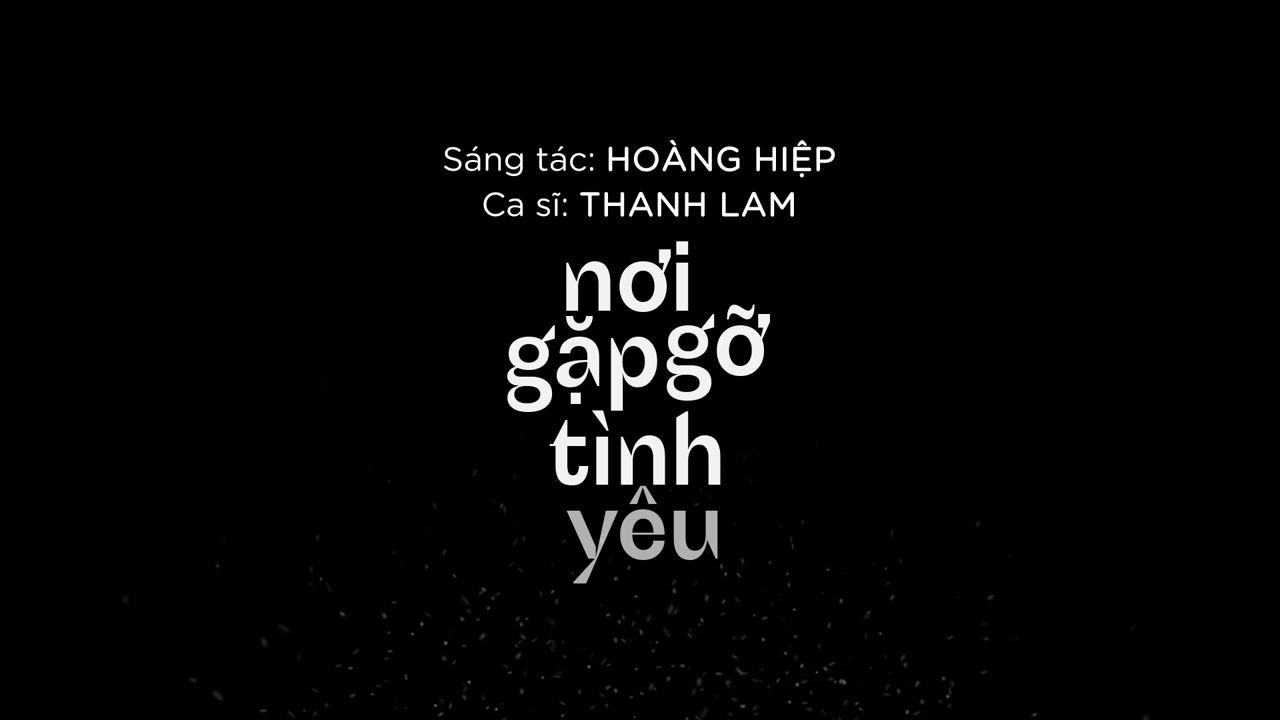 Sáng tác: HOÀNG HIỆP
Ca sĩ: THANH LAM
nơi
gặp gỡ
tình
yêu